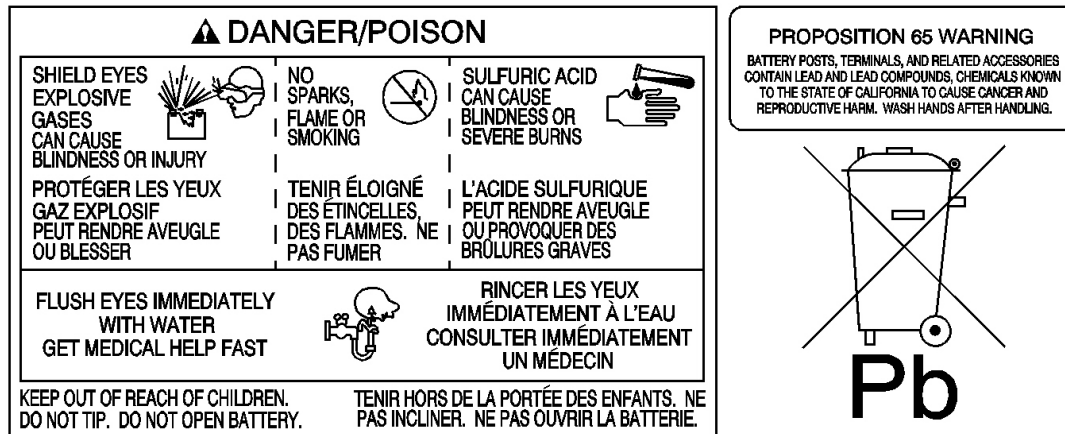 ⚠ DANGER/POISON
SHIELD EYES
EXPLOSIVE
GASES
CAN CAUSE
BLINDNESS OR INJURY
PROTÉGER LES YEUX
GAZ EXPLOSIF
PEUT RENDRE AVEUGLE
OU BLESSER
NO
SPARKS,
FLAME OR
SMOKING
TENIR ÉLOIGNÉ
DES ÉTINCELLES,
DES FLAMMES. NE
PAS FUMER
SULFURIC ACID
CAN CAUSE
BLINDNESS OR
SEVERE BURNS
L'ACIDE SULFURIQUE
PEUT RENDRE AVEUGLE
OU PROVOQUER DES
BRÛLURES GRAVES
FLUSH EYES IMMEDIATELY
WITH WATER
GET MEDICAL HELP FAST
RINCER LES YEUX
IMMÉDIATEMENT À L'EAU
CONSULTER IMMÉDIATEMENT
UN MÉDECIN
KEEP OUT OF REACH OF CHILDREN.
DO NOT TIP. DO NOT OPEN BATTERY.
TENIR HORS DE LA PORTÉE DES ENFANTS. NE
PAS INCLINER. NE PAS OUVRIR LA BATTERIE.
PROPOSITION 65 WARNING
BATTERY POSTS, TERMINALS, AND RELATED ACCESSORIES
CONTAIN LEAD AND LEAD COMPOUNDS, CHEMICALS KNOWN
TO THE STATE OF CALIFORNIA TO CAUSE CANCER AND
REPRODUCTIVE HARM. WASH HANDS AFTER HANDLING.
Pb